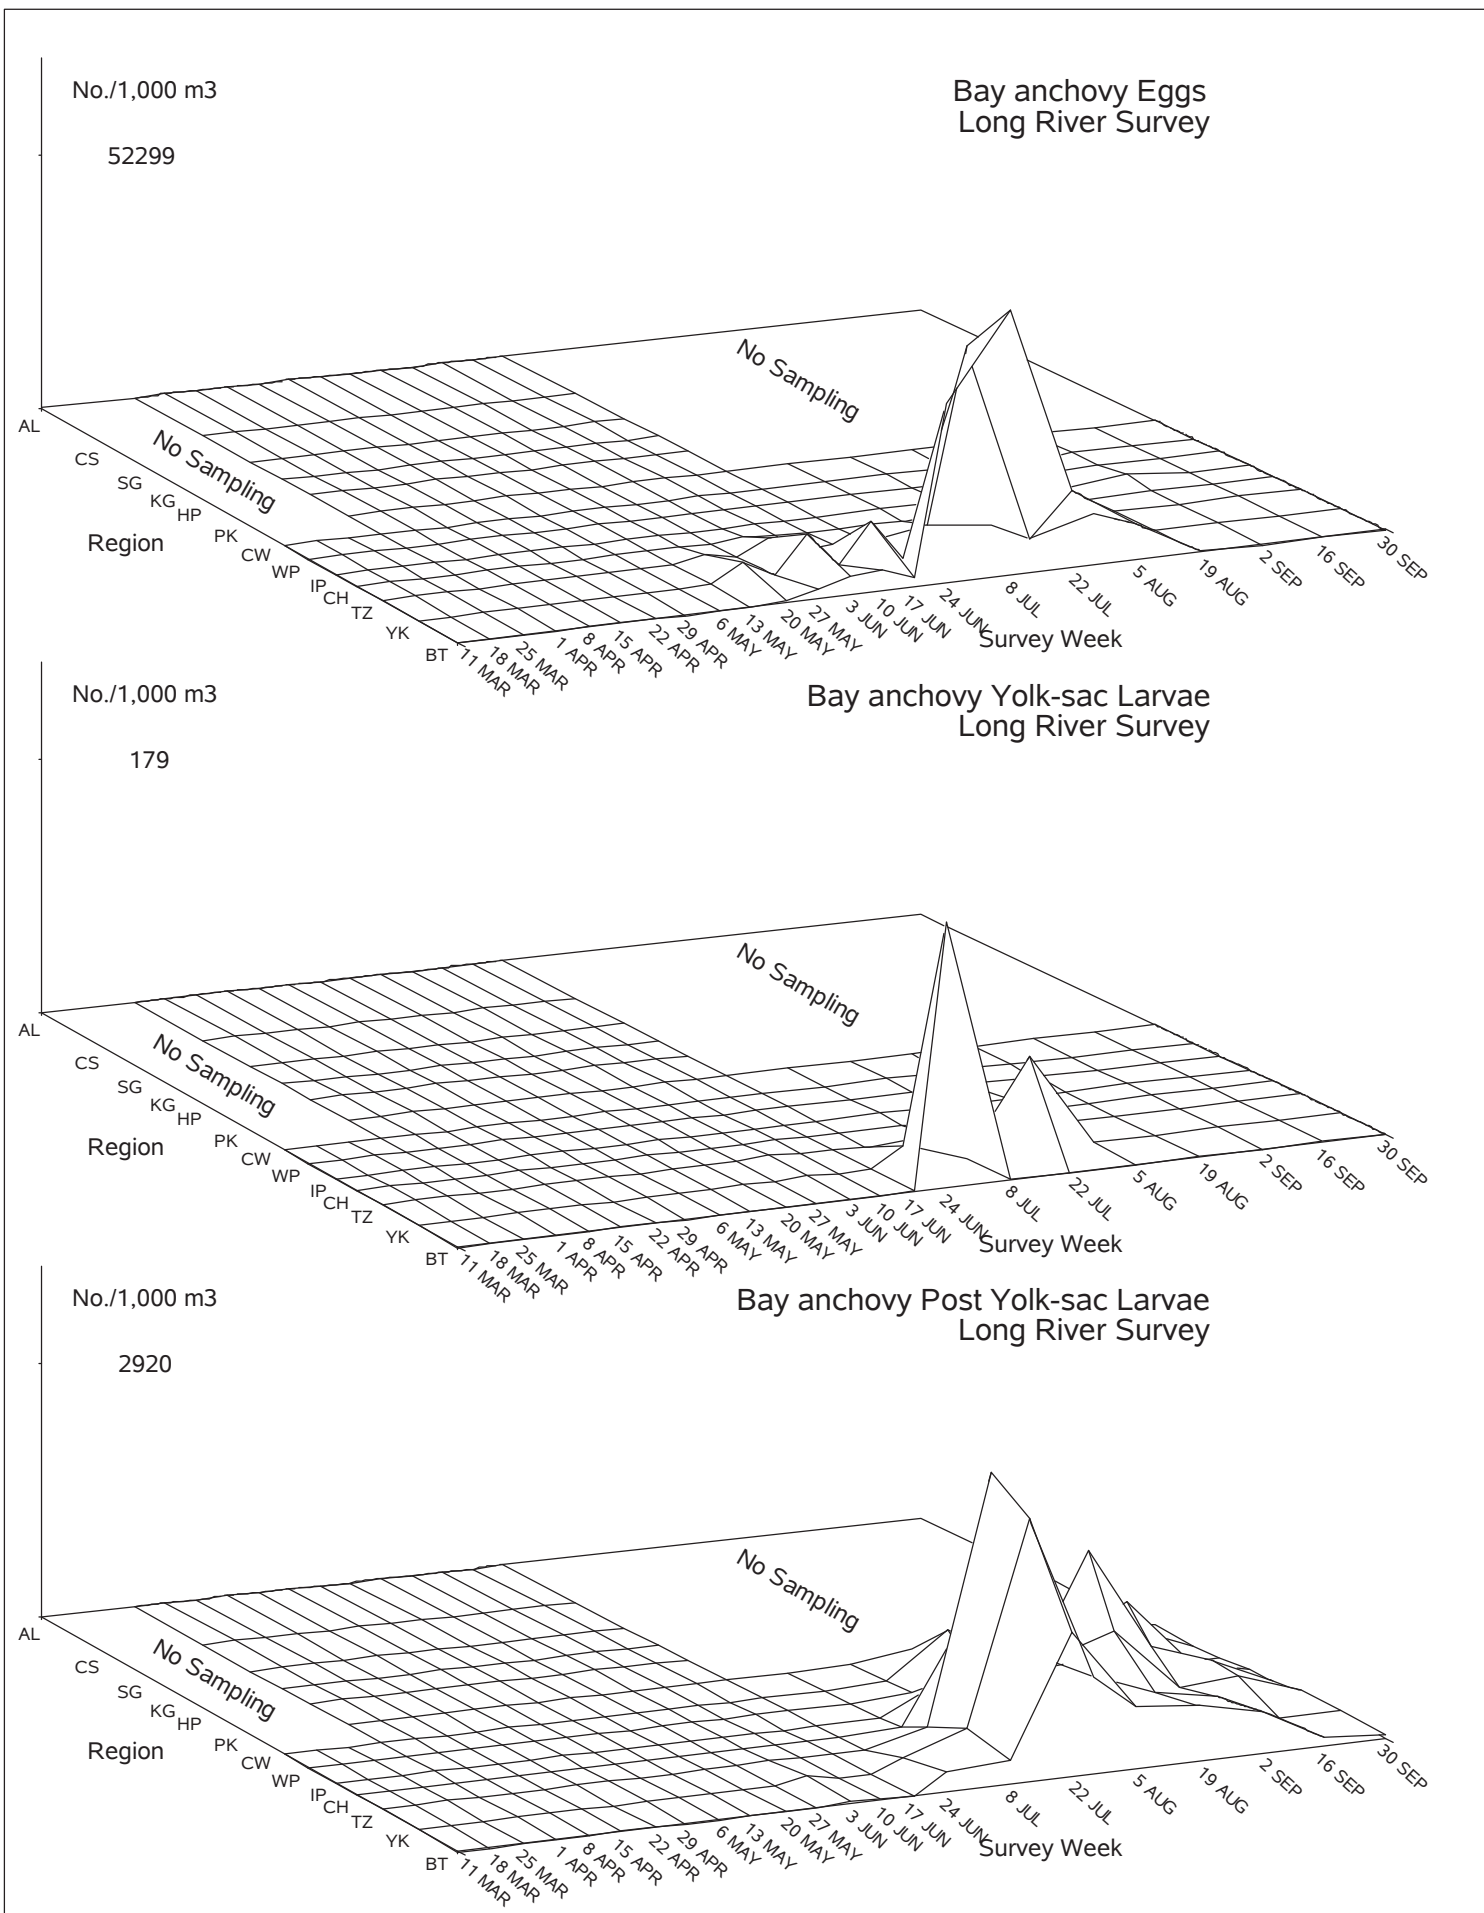 No./1,000 m3
Bay anchovy Eggs
Long River Survey
52299
No Sampling
No Sampling
AL
CS
SG
KG
HP
PK
CW
WP
IP
CH
TZ
YK
BT
Region
11 MAR
18 MAR
25 MAR
1 APR
8 APR
15 APR
22 APR
29 APR
6 MAY
13 MAY
20 MAY
27 MAY
3 JUN
10 JUN
17 JUN
24 JUN
8 JUL
22 JUL
5 AUG
19 AUG
2 SEP
16 SEP
30 SEP
Survey Week
No./1,000 m3
Bay anchovy Yolk-sac Larvae
Long River Survey
179
No Sampling
No Sampling
AL
CS
SG
KG
HP
PK
CW
WP
IP
CH
TZ
YK
BT
Region
11 MAR
18 MAR
25 MAR
1 APR
8 APR
15 APR
22 APR
29 APR
6 MAY
13 MAY
20 MAY
27 MAY
3 JUN
10 JUN
17 JUN
24 JUN
8 JUL
22 JUL
5 AUG
19 AUG
2 SEP
16 SEP
30 SEP
Survey Week
No./1,000 m3
Bay anchovy Post Yolk-sac Larvae
Long River Survey
2920
No Sampling
No Sampling
AL
CS
SG
KG
HP
PK
CW
WP
IP
CH
TZ
YK
BT
Region
11 MAR
18 MAR
25 MAR
1 APR
8 APR
15 APR
22 APR
29 APR
6 MAY
13 MAY
20 MAY
27 MAY
3 JUN
10 JUN
17 JUN
24 JUN
8 JUL
22 JUL
5 AUG
19 AUG
2 SEP
16 SEP
30 SEP
Survey Week